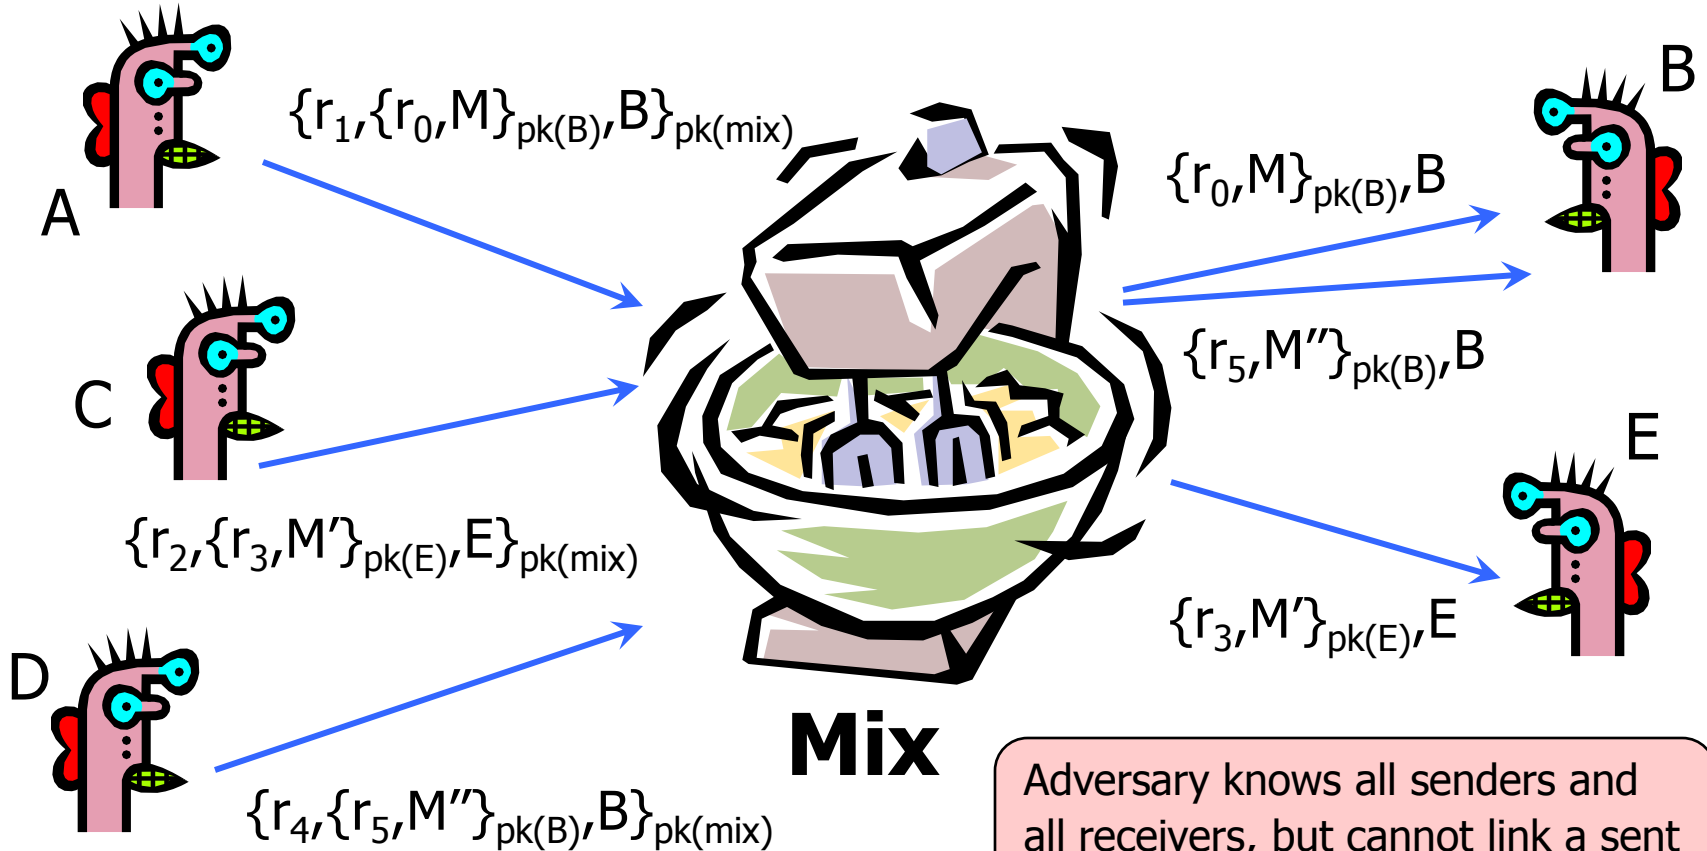 A
{r₁,{r₀,M}pk(B),B}pk(mix)
B
{r₀,M}pk(B),B
C
{r₅,M″}pk(B),B
{r₂,{r₃,M′}pk(E),E}pk(mix)
E
{r₃,M′}pk(E),E
D
{r₄,{r₅,M″}pk(B),B}pk(mix)
Mix
Adversary knows all senders and
all receivers, but cannot link a sent